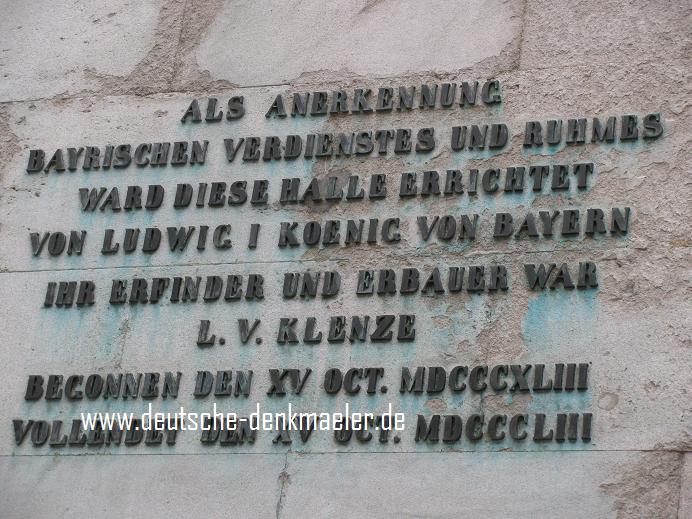 ALS ANERKENNUNG
BAYRISCHEN VERDIENSTES UND RUHMES
WARD DIESE HALLE ERRICHTET
VON LUDWIG I KOENIG VON BAYERN
IHR ERFINDER UND ERBAUER WAR
L. V. KLENZE
BEGONNEN DEN XV OCT. MDCCCXLIII
www.deutsche-denkmaeler.de
VOLLENDET DEN XV OCT. MDCCCLIII